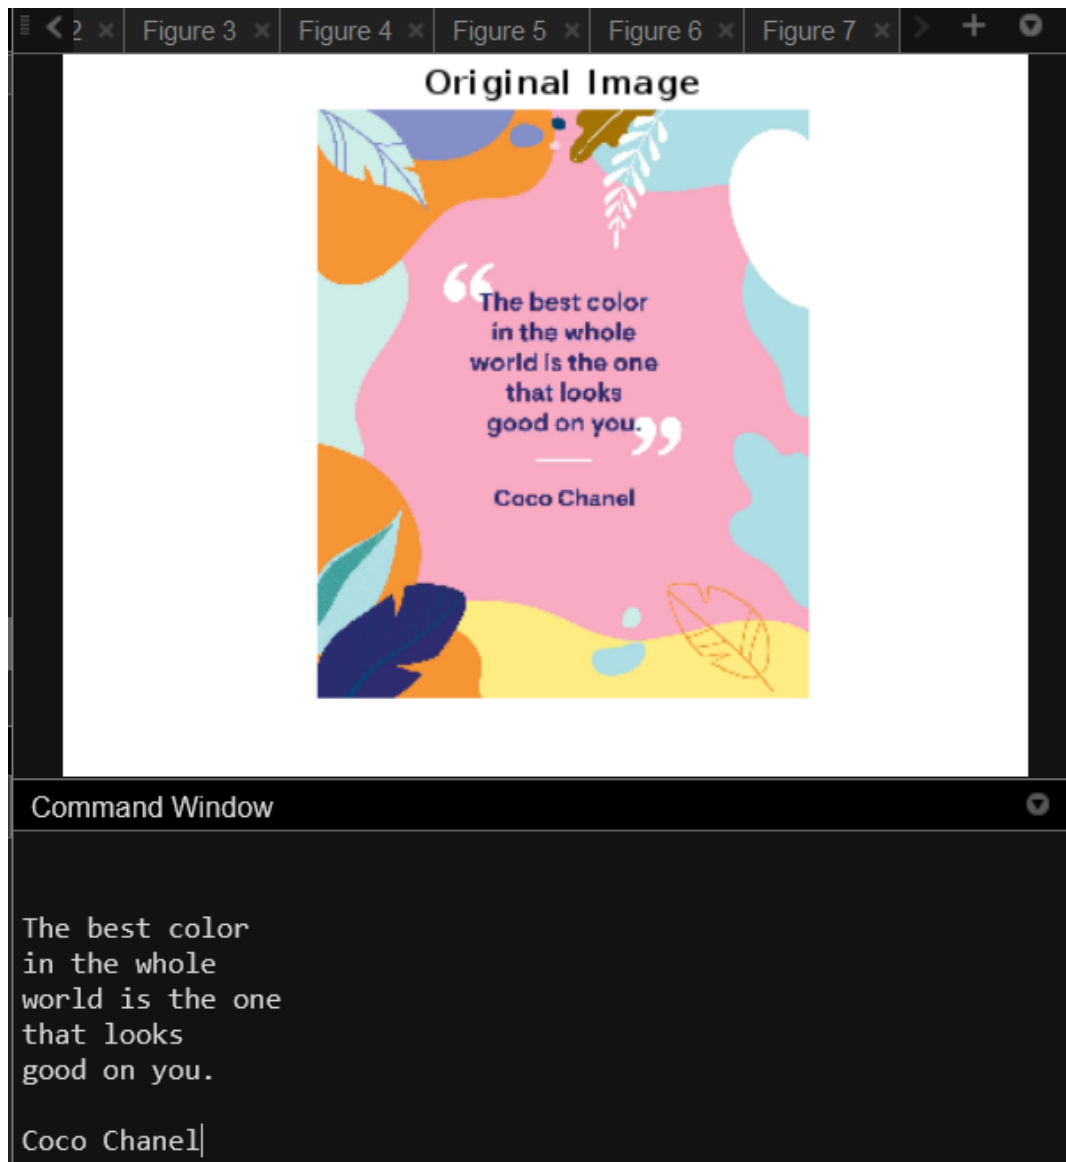 2 × Figure 3 × Figure 4 × Figure 5 × Figure 6 × Figure 7 ×
Original Image
“The best color
in the whole
world is the one
that looks
good on you.”
Coco Chanel
Command Window
The best color
in the whole
world is the one
that looks
good on you.
Coco Chanel